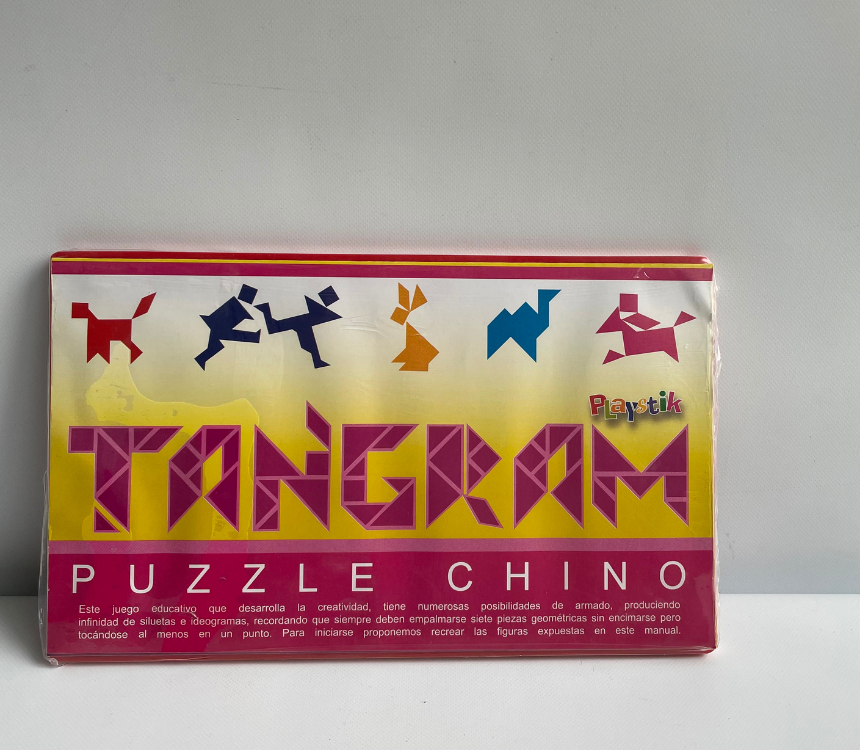 Playstik
TANGRAM
PUZZLE CHINO
Este juego educativo que desarrolla la creatividad, tiene numerosas posibilidades de armado, produciendo
infinidad de siluetas e ideogramas, recordando que siempre deben empalmarse siete piezas geométricas sin encimarse pero
tocándose al menos en un punto. Para iniciarse proponemos recrear las figuras expuestas en este manual.